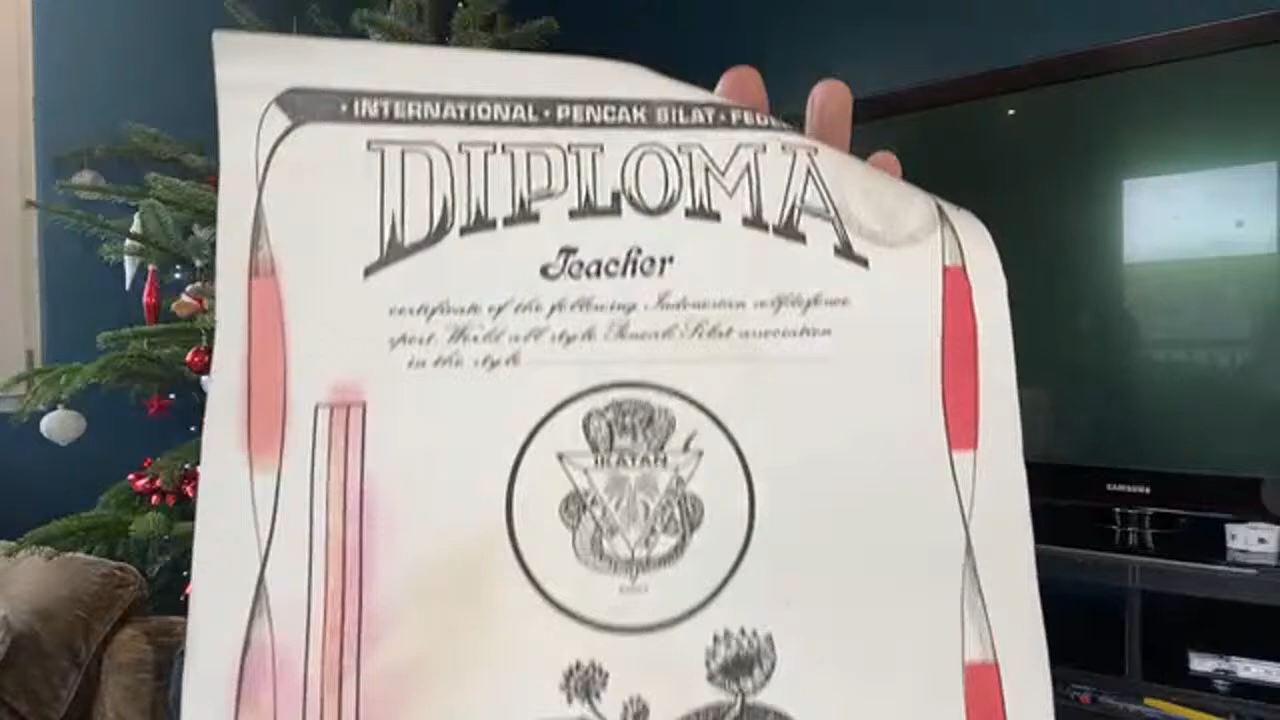 · INTERNATIONAL · PENCAK SILAT · FEDE
DIPLOMA
Teacher
certificate of the following Indonesian selfdefence
sport. World all style Pencak Silat association
in the style
IKATAN
SAMSUNG